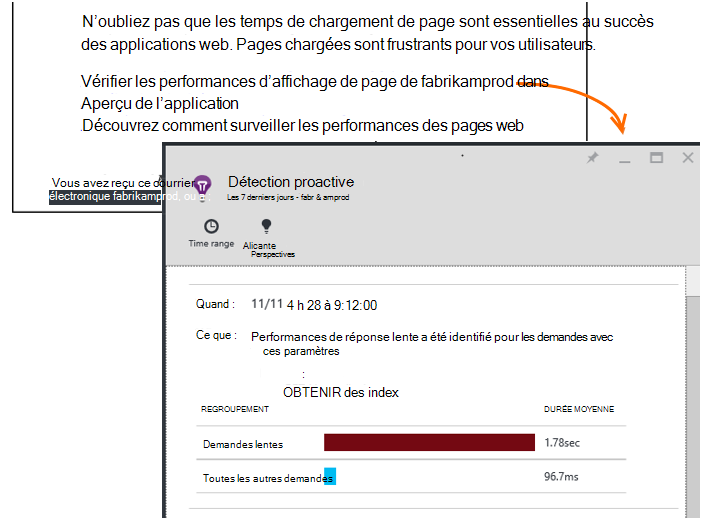 N’oubliez pas que les temps de chargement de page sont essentielles au succès
des applications web. Pages chargées sont frustrants pour vos utilisateurs.
Vérifier les performances d’affichage de page de fabrikamprod dans
Aperçu de l’application
.Découvrez comment surveiller les performances des pages web
Vous avez reçu ce courrier
électronique fabrikamprod, ou a
Détection proactive
Les 7 derniers jours - fabr & amprod
Time range
Alicante
Perspectives
Quand : 11/11 4 h 28 à 9:12:00
Ce que : Performances de réponse lente a été identifié pour les demandes avec
ces paramètres
:
OBTENIR des index
REGROUPEMENT DURÉE MOYENNE
Demandes lentes 1.78sec
Toutes les autres demandes 96.7ms